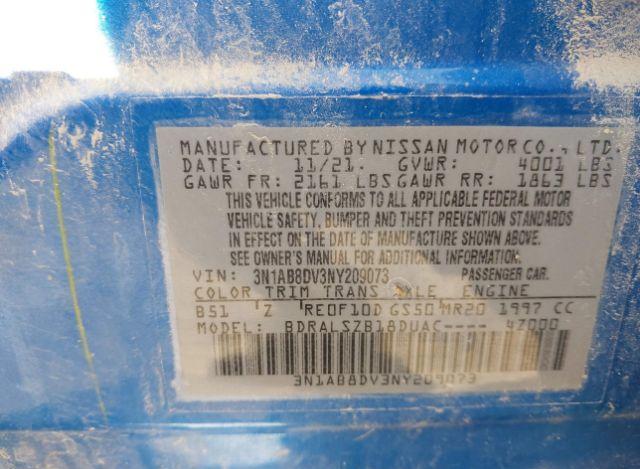 MANUFACTURED BY NISSAN MOTOR CO., LTD.
DATE: 11/21. GVWR: 4001 LBS
GAWR FR: 2161 LBS GAWR RR: 1863 LBS
THIS VEHICLE CONFORMS TO ALL APPLICABLE FEDERAL MOTOR
VEHICLE SAFETY, BUMPER AND THEFT PREVENTION STANDARDS
IN EFFECT ON THE DATE OF MANUFACTURE SHOWN ABOVE.
SEE OWNER'S MANUAL FOR ADDITIONAL INFORMATION.
VIN: 3N1AB8DV3NY209073 PASSENGER CAR.
COLOR TRIM TRANS AXLE ENGINE
B51 Z RE0F10D GS50 MR20 1997 CC
MODEL: BDRALSZB18DUAC---- 4Z000
3N1AB8DV3NY209073